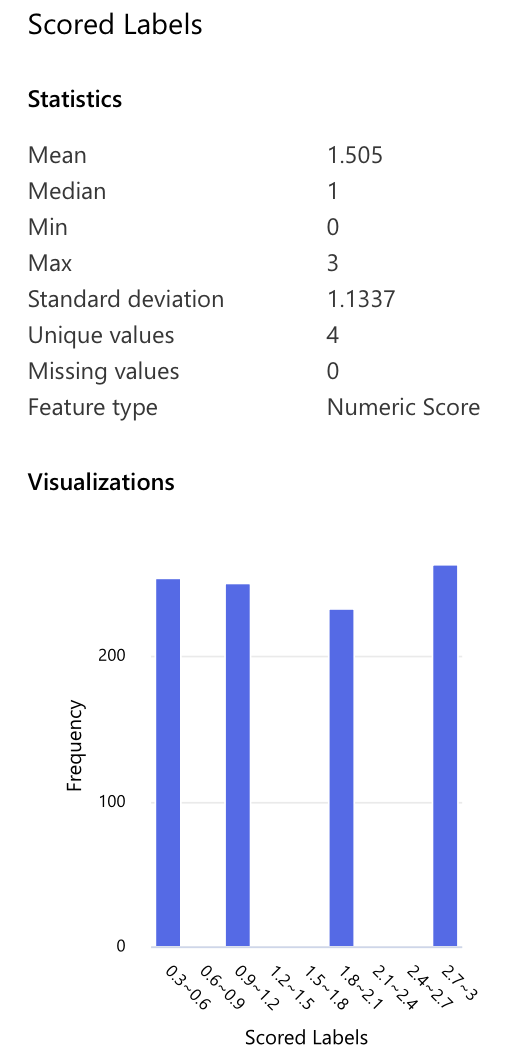 Scored Labels
Statistics
Mean 1.505
Median 1
Min 0
Max 3
Standard deviation 1.1337
Unique values 4
Missing values 0
Feature type Numeric Score
Visualizations
200
100
0
Frequency
0.3~0.6
0.6~0.9
0.9~1.2
1.2~1.5
1.5~1.8
1.8~2.1
2.1~2.4
2.4~2.7
2.7~3
Scored Labels